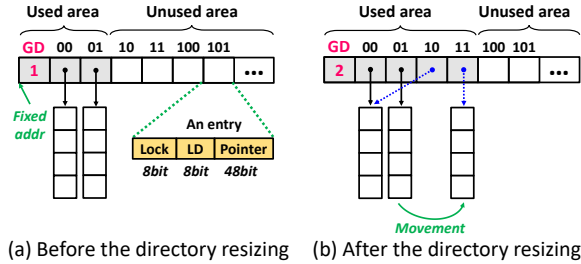 Used area Unused area
GD 00 01 10 11 100 101
1 ...
Fixed
addr
An entry
Lock LD Pointer
8bit 8bit 48bit
(a) Before the directory resizing
Used area Unused area
GD 00 01 10 11 100 101
2 ...
Movement
(b) After the directory resizing